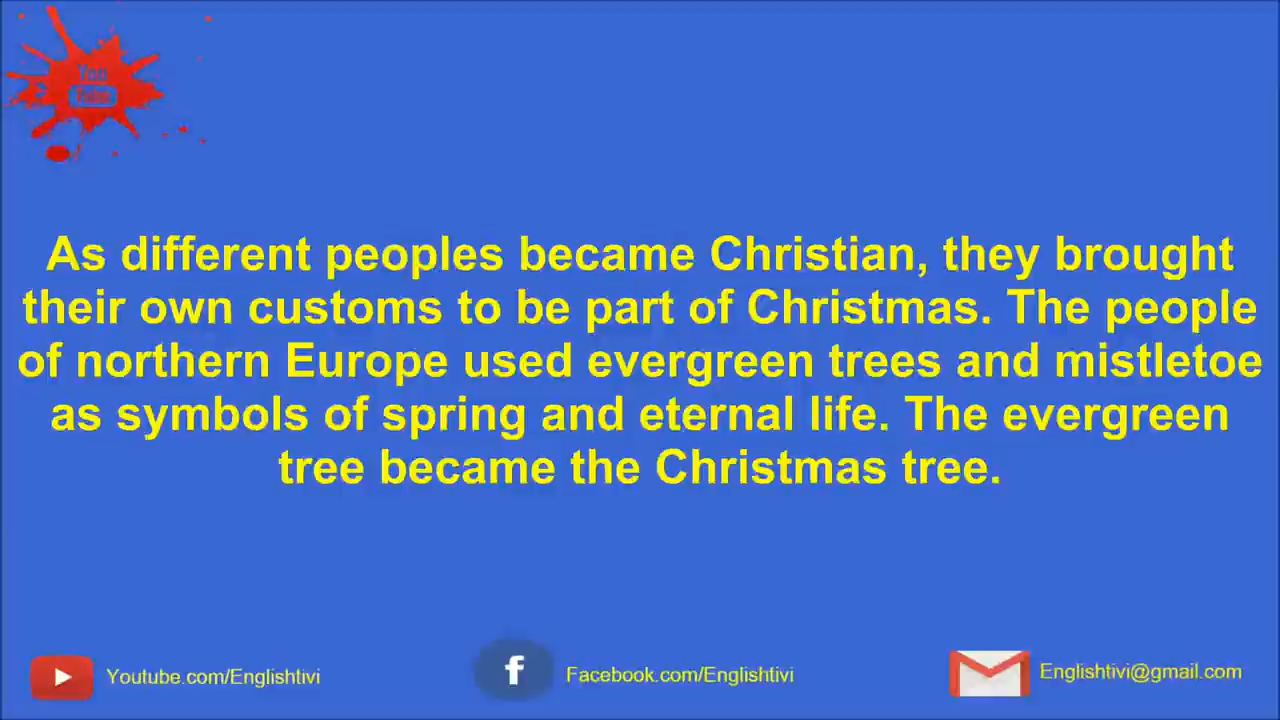 You
Tube
As different peoples became Christian, they brought
their own customs to be part of Christmas. The people
of northern Europe used evergreen trees and mistletoe
as symbols of spring and eternal life. The evergreen
tree became the Christmas tree.
Youtube.com/Englishtivi
f
Facebook.com/Englishtivi
Englishtivi@gmail.com